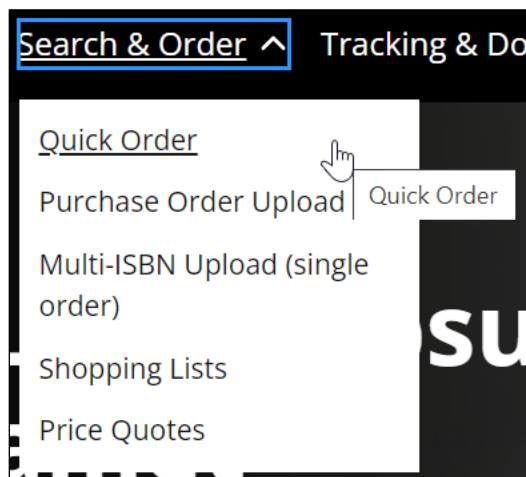 Search & Order Tracking & Do
Quick Order
Quick Order
Purchase Order Upload
Multi-ISBN Upload (single
order)
su
Shopping Lists
Price Quotes